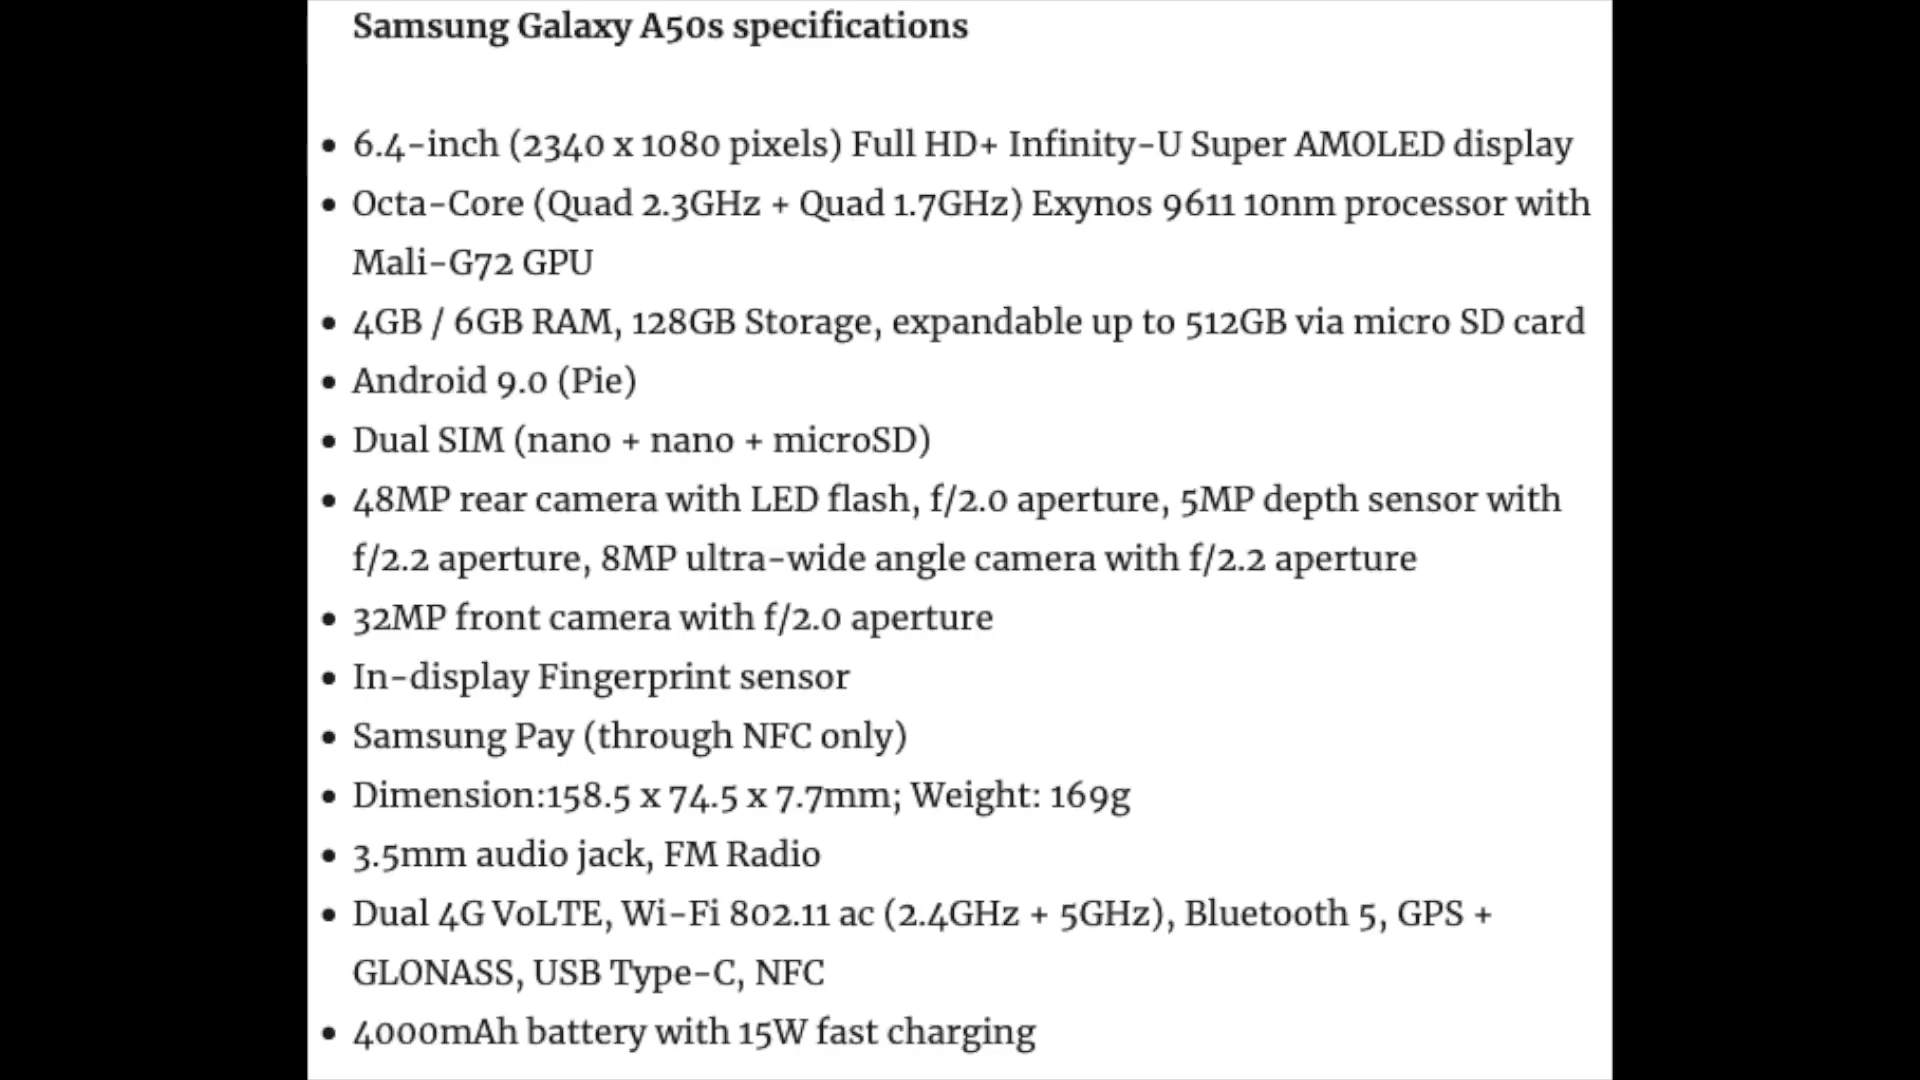 Samsung Galaxy A50s specifications
• 6.4-inch (2340 x 1080 pixels) Full HD+ Infinity-U Super AMOLED display
• Octa-Core (Quad 2.3GHz + Quad 1.7GHz) Exynos 9611 10nm processor with
Mali-G72 GPU
• 4GB / 6GB RAM, 128GB Storage, expandable up to 512GB via micro SD card
• Android 9.0 (Pie)
• Dual SIM (nano + nano + microSD)
• 48MP rear camera with LED flash, f/2.0 aperture, 5MP depth sensor with
f/2.2 aperture, 8MP ultra-wide angle camera with f/2.2 aperture
• 32MP front camera with f/2.0 aperture
• In-display Fingerprint sensor
• Samsung Pay (through NFC only)
• Dimension:158.5 x 74.5 x 7.7mm; Weight: 169g
• 3.5mm audio jack, FM Radio
• Dual 4G VoLTE, Wi-Fi 802.11 ac (2.4GHz + 5GHz), Bluetooth 5, GPS +
GLONASS, USB Type-C, NFC
• 4000mAh battery with 15W fast charging